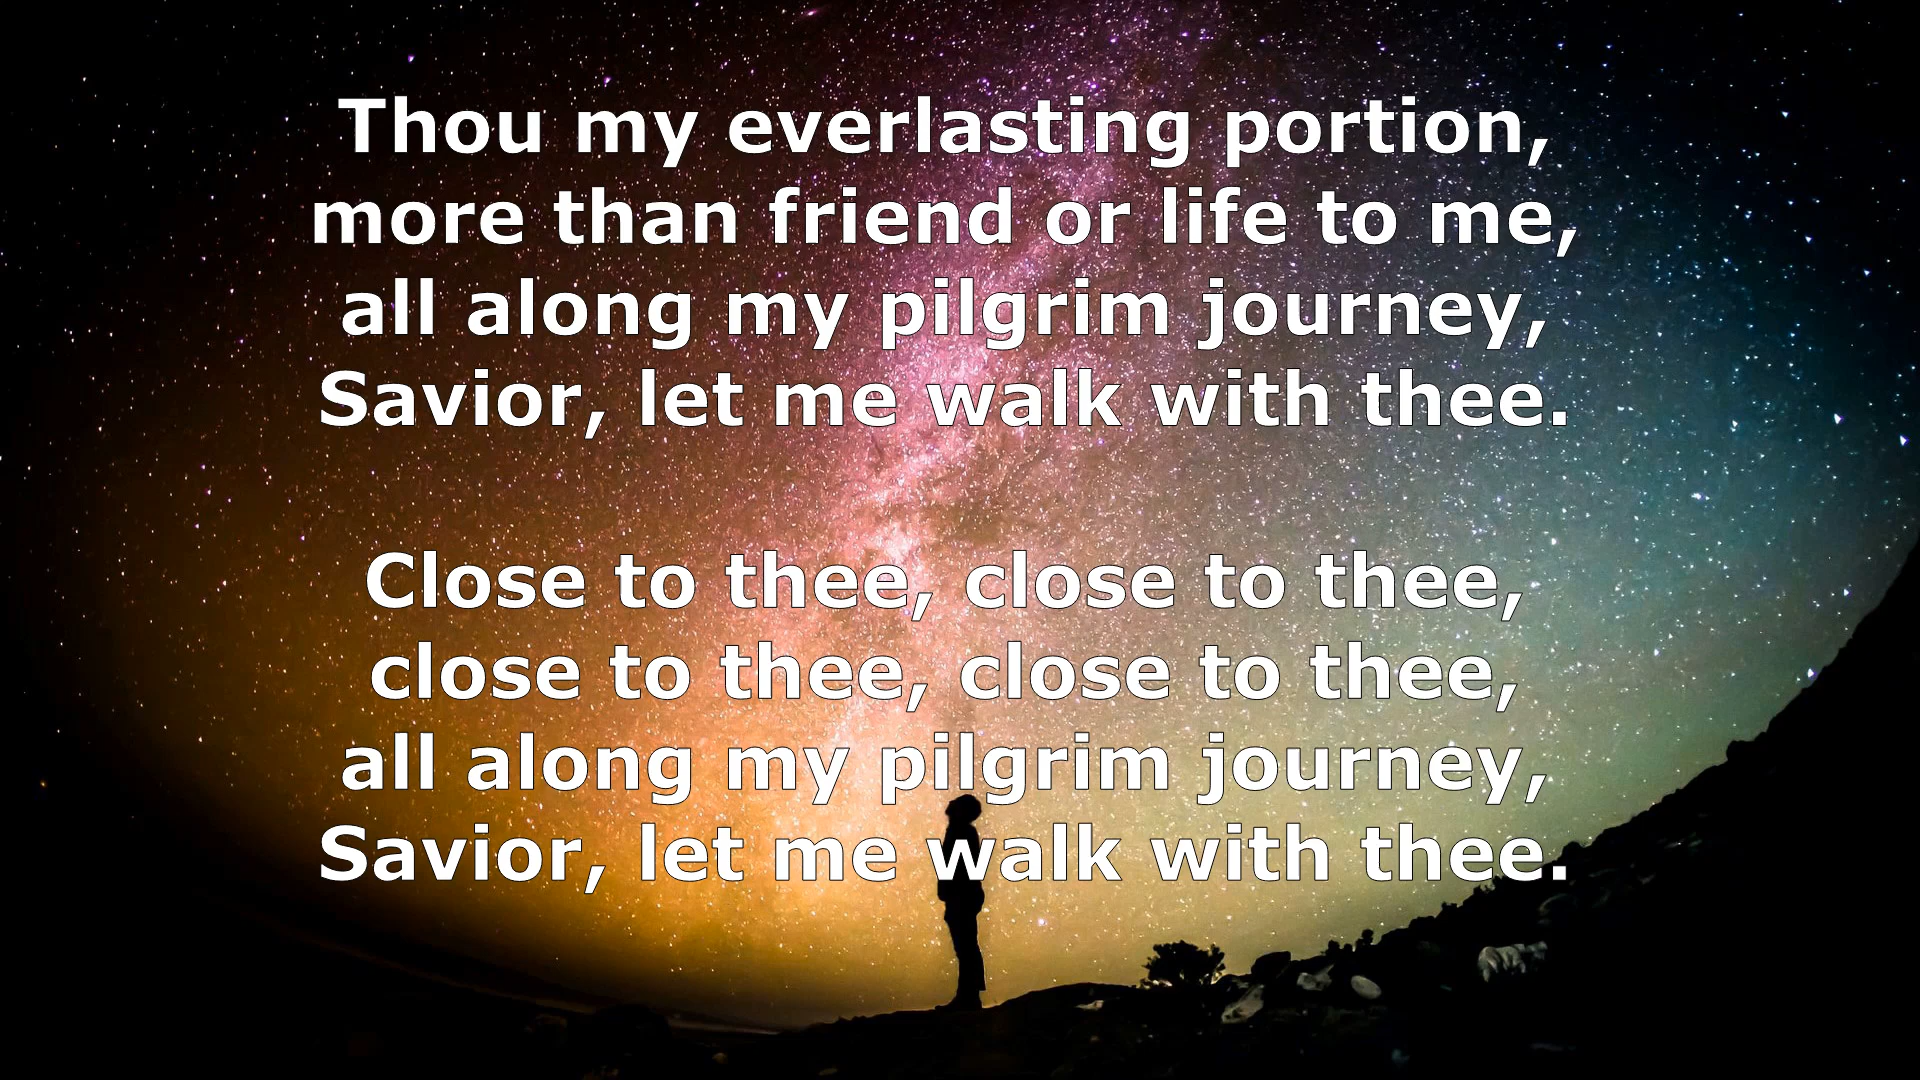 Thou my everlasting portion,
more than friend or life to me,
all along my pilgrim journey,
Savior, let me walk with thee.
Close to thee, close to thee,
close to thee, close to thee,
all along my pilgrim journey,
Savior, let me walk with thee.